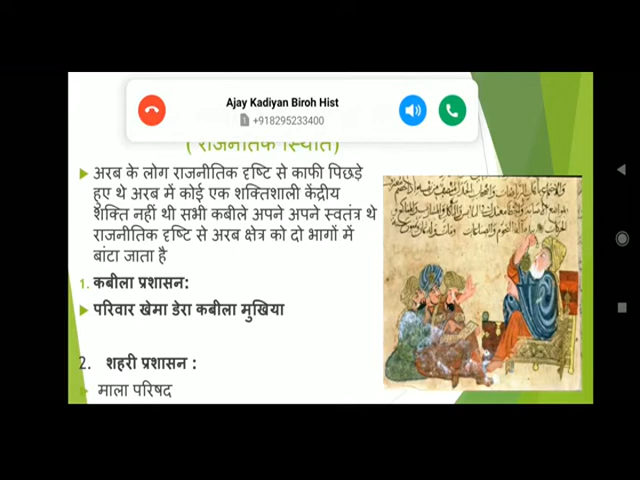 Ajay Kadiyan Biroh Hist
1 +918295233400
( राजनीतिक स्थिति)
अरब के लोग राजनीतिक दृष्टि से काफी पिछड़े
हुए थे अरब में कोई एक शक्तिशाली केंद्रीय
शक्ति नहीं थी सभी कबीले अपने अपने स्वतंत्र थे
राजनीतिक दृष्टि से अरब क्षेत्र को दो भागों में
बांटा जाता है
1. कबीला प्रशासन:
परिवार खेमा डेरा कबीला मुखिया
2. शहरी प्रशासन :
माला परिषद